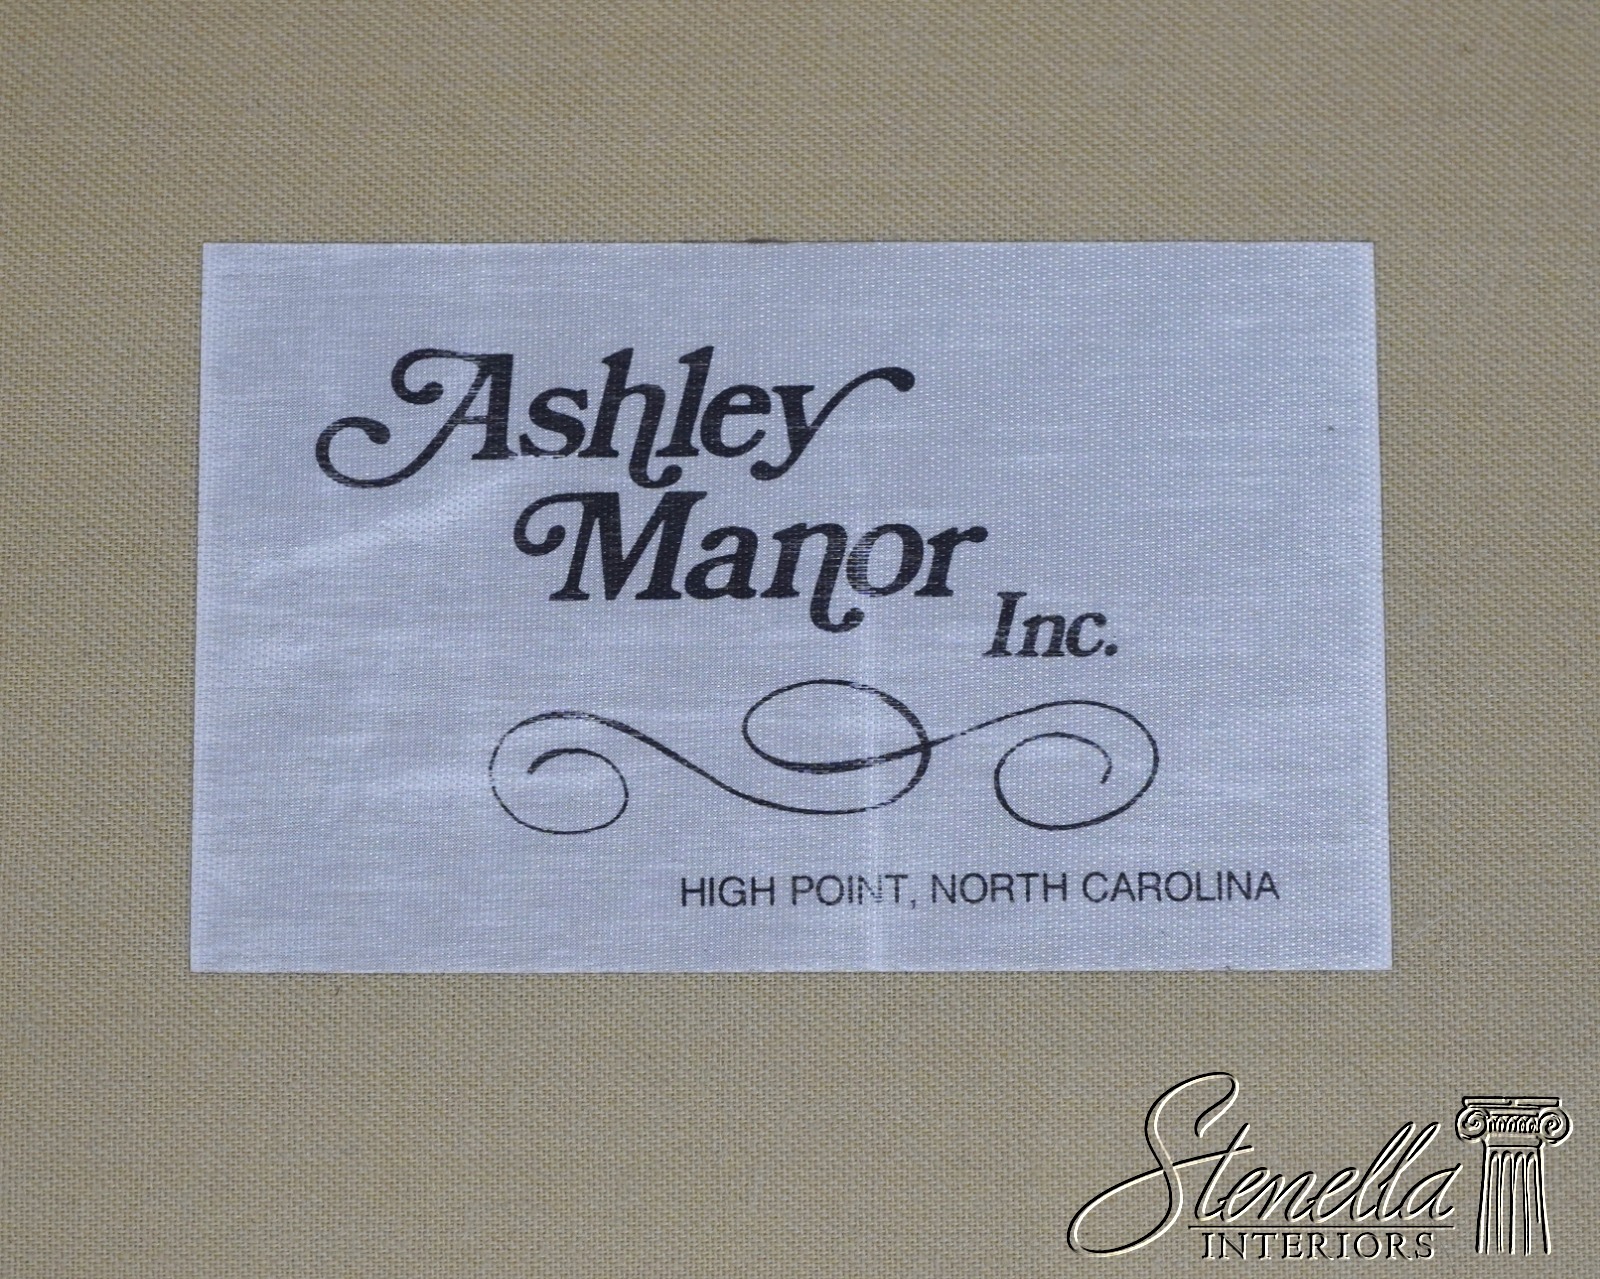 Ashley
Manor
Inc.
HIGH POINT, NORTH CAROLINA
Stenella
INTERIORS